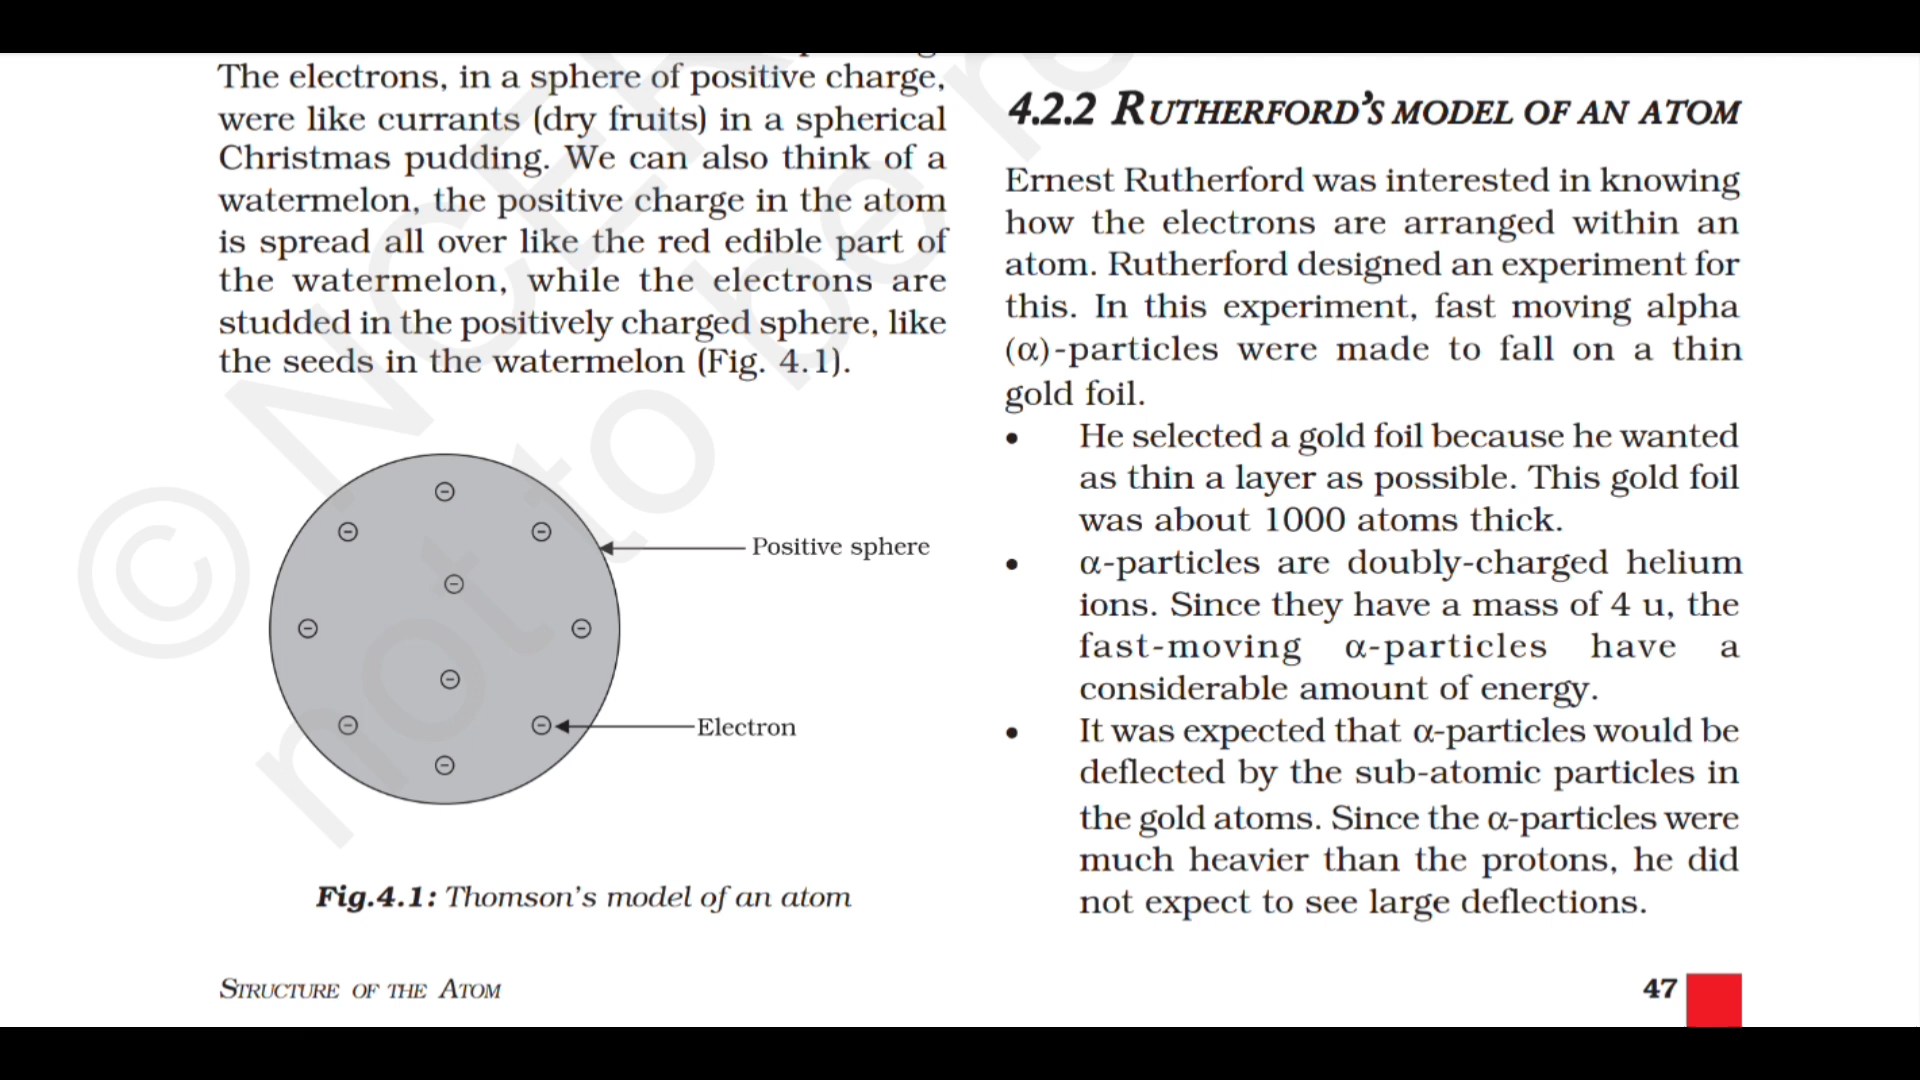 The electrons, in a sphere of positive charge,
were like currants (dry fruits) in a spherical
Christmas pudding. We can also think of a
watermelon, the positive charge in the atom
is spread all over like the red edible part of
the watermelon, while the electrons are
studded in the positively charged sphere, like
the seeds in the watermelon (Fig. 4.1).
Positive sphere
Electron
Fig.4.1: Thomson's model of an atom
4.2.2 RUTHERFORD'S MODEL OF AN ATOM
Ernest Rutherford was interested in knowing
how the electrons are arranged within an
atom. Rutherford designed an experiment for
this. In this experiment, fast moving alpha
(α)-particles were made to fall on a thin
gold foil.
• He selected a gold foil because he wanted
as thin a layer as possible. This gold foil
was about 1000 atoms thick.
• α-particles are doubly-charged helium
ions. Since they have a mass of 4 u, the
fast-moving α-particles have a
considerable amount of energy.
• It was expected that α-particles would be
deflected by the sub-atomic particles in
the gold atoms. Since the α-particles were
much heavier than the protons, he did
not expect to see large deflections.
STRUCTURE OF THE ATOM
47
© NCER
not to be re